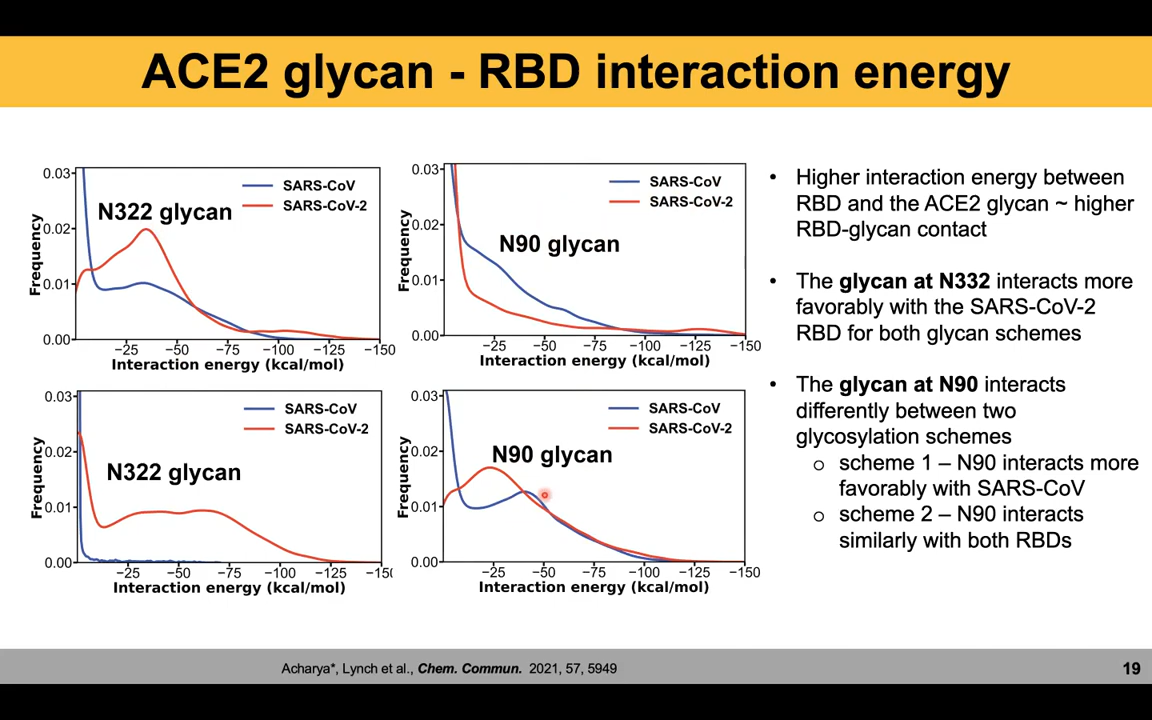 ACE2 glycan - RBD interaction energy
0.03
0.02
0.01
0.00
Frequency
N322 glycan
SARS-CoV
SARS-CoV-2
−25 −50 −75 −100 −125 −150
Interaction energy (kcal/mol)
0.03
0.02
0.01
0.00
Frequency
N90 glycan
SARS-CoV
SARS-CoV-2
−25 −50 −75 −100 −125 −150
Interaction energy (kcal/mol)
0.03
0.02
0.01
0.00
Frequency
N322 glycan
SARS-CoV
SARS-CoV-2
−25 −50 −75 −100 −125 −15
Interaction energy (kcal/mol)
0.03
0.02
0.01
0.00
Frequency
N90 glycan
SARS-CoV
SARS-CoV-2
−25 −50 −75 −100 −125 −150
Interaction energy (kcal/mol)
• Higher interaction energy between
RBD and the ACE2 glycan ~ higher
RBD-glycan contact
• The glycan at N332 interacts more
favorably with the SARS-CoV-2
RBD for both glycan schemes
• The glycan at N90 interacts
differently between two
glycosylation schemes
o scheme 1 – N90 interacts more
favorably with SARS-CoV
o scheme 2 – N90 interacts
similarly with both RBDs
Acharya*, Lynch et al., Chem. Commun. 2021, 57, 5949
19